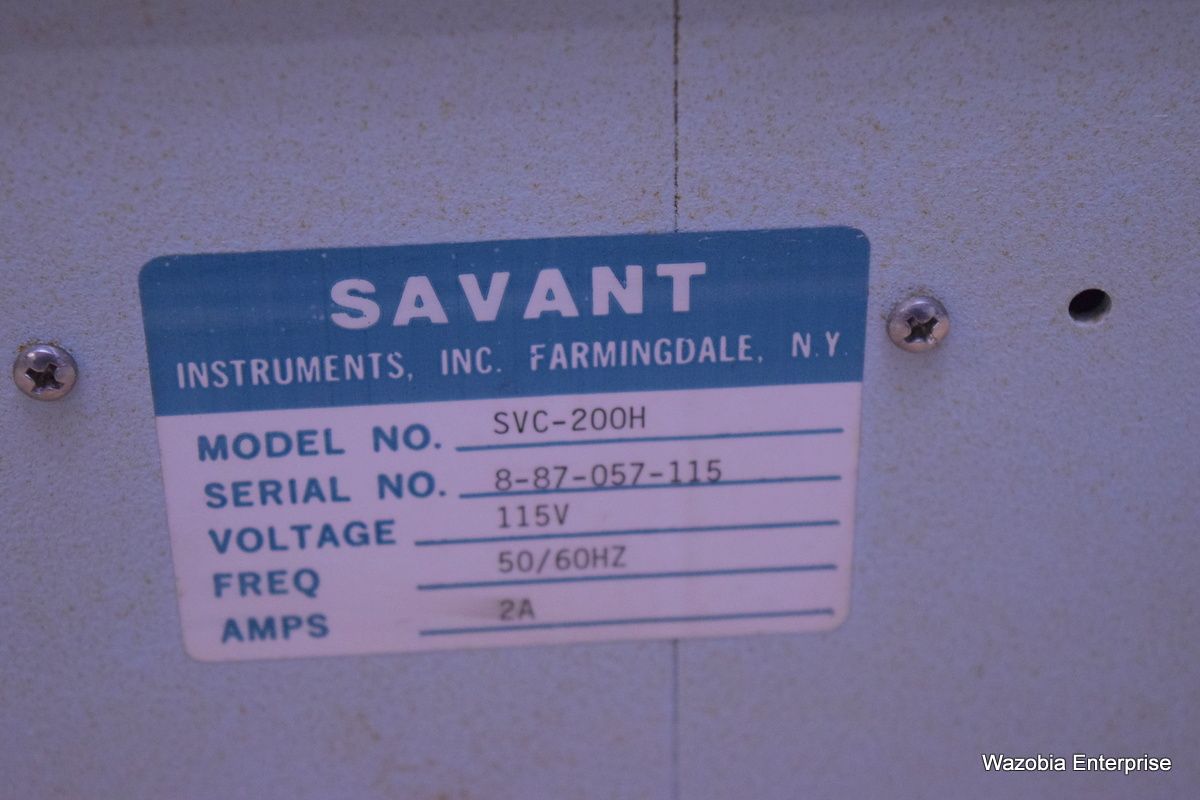 SAVANT
INSTRUMENTS, INC. FARMINGDALE, N.Y.
MODEL NO. SVC-200H
SERIAL NO. 8-87-057-115
VOLTAGE 115V
FREQ 50/60HZ
AMPS 2A
Wazobia Enterprise